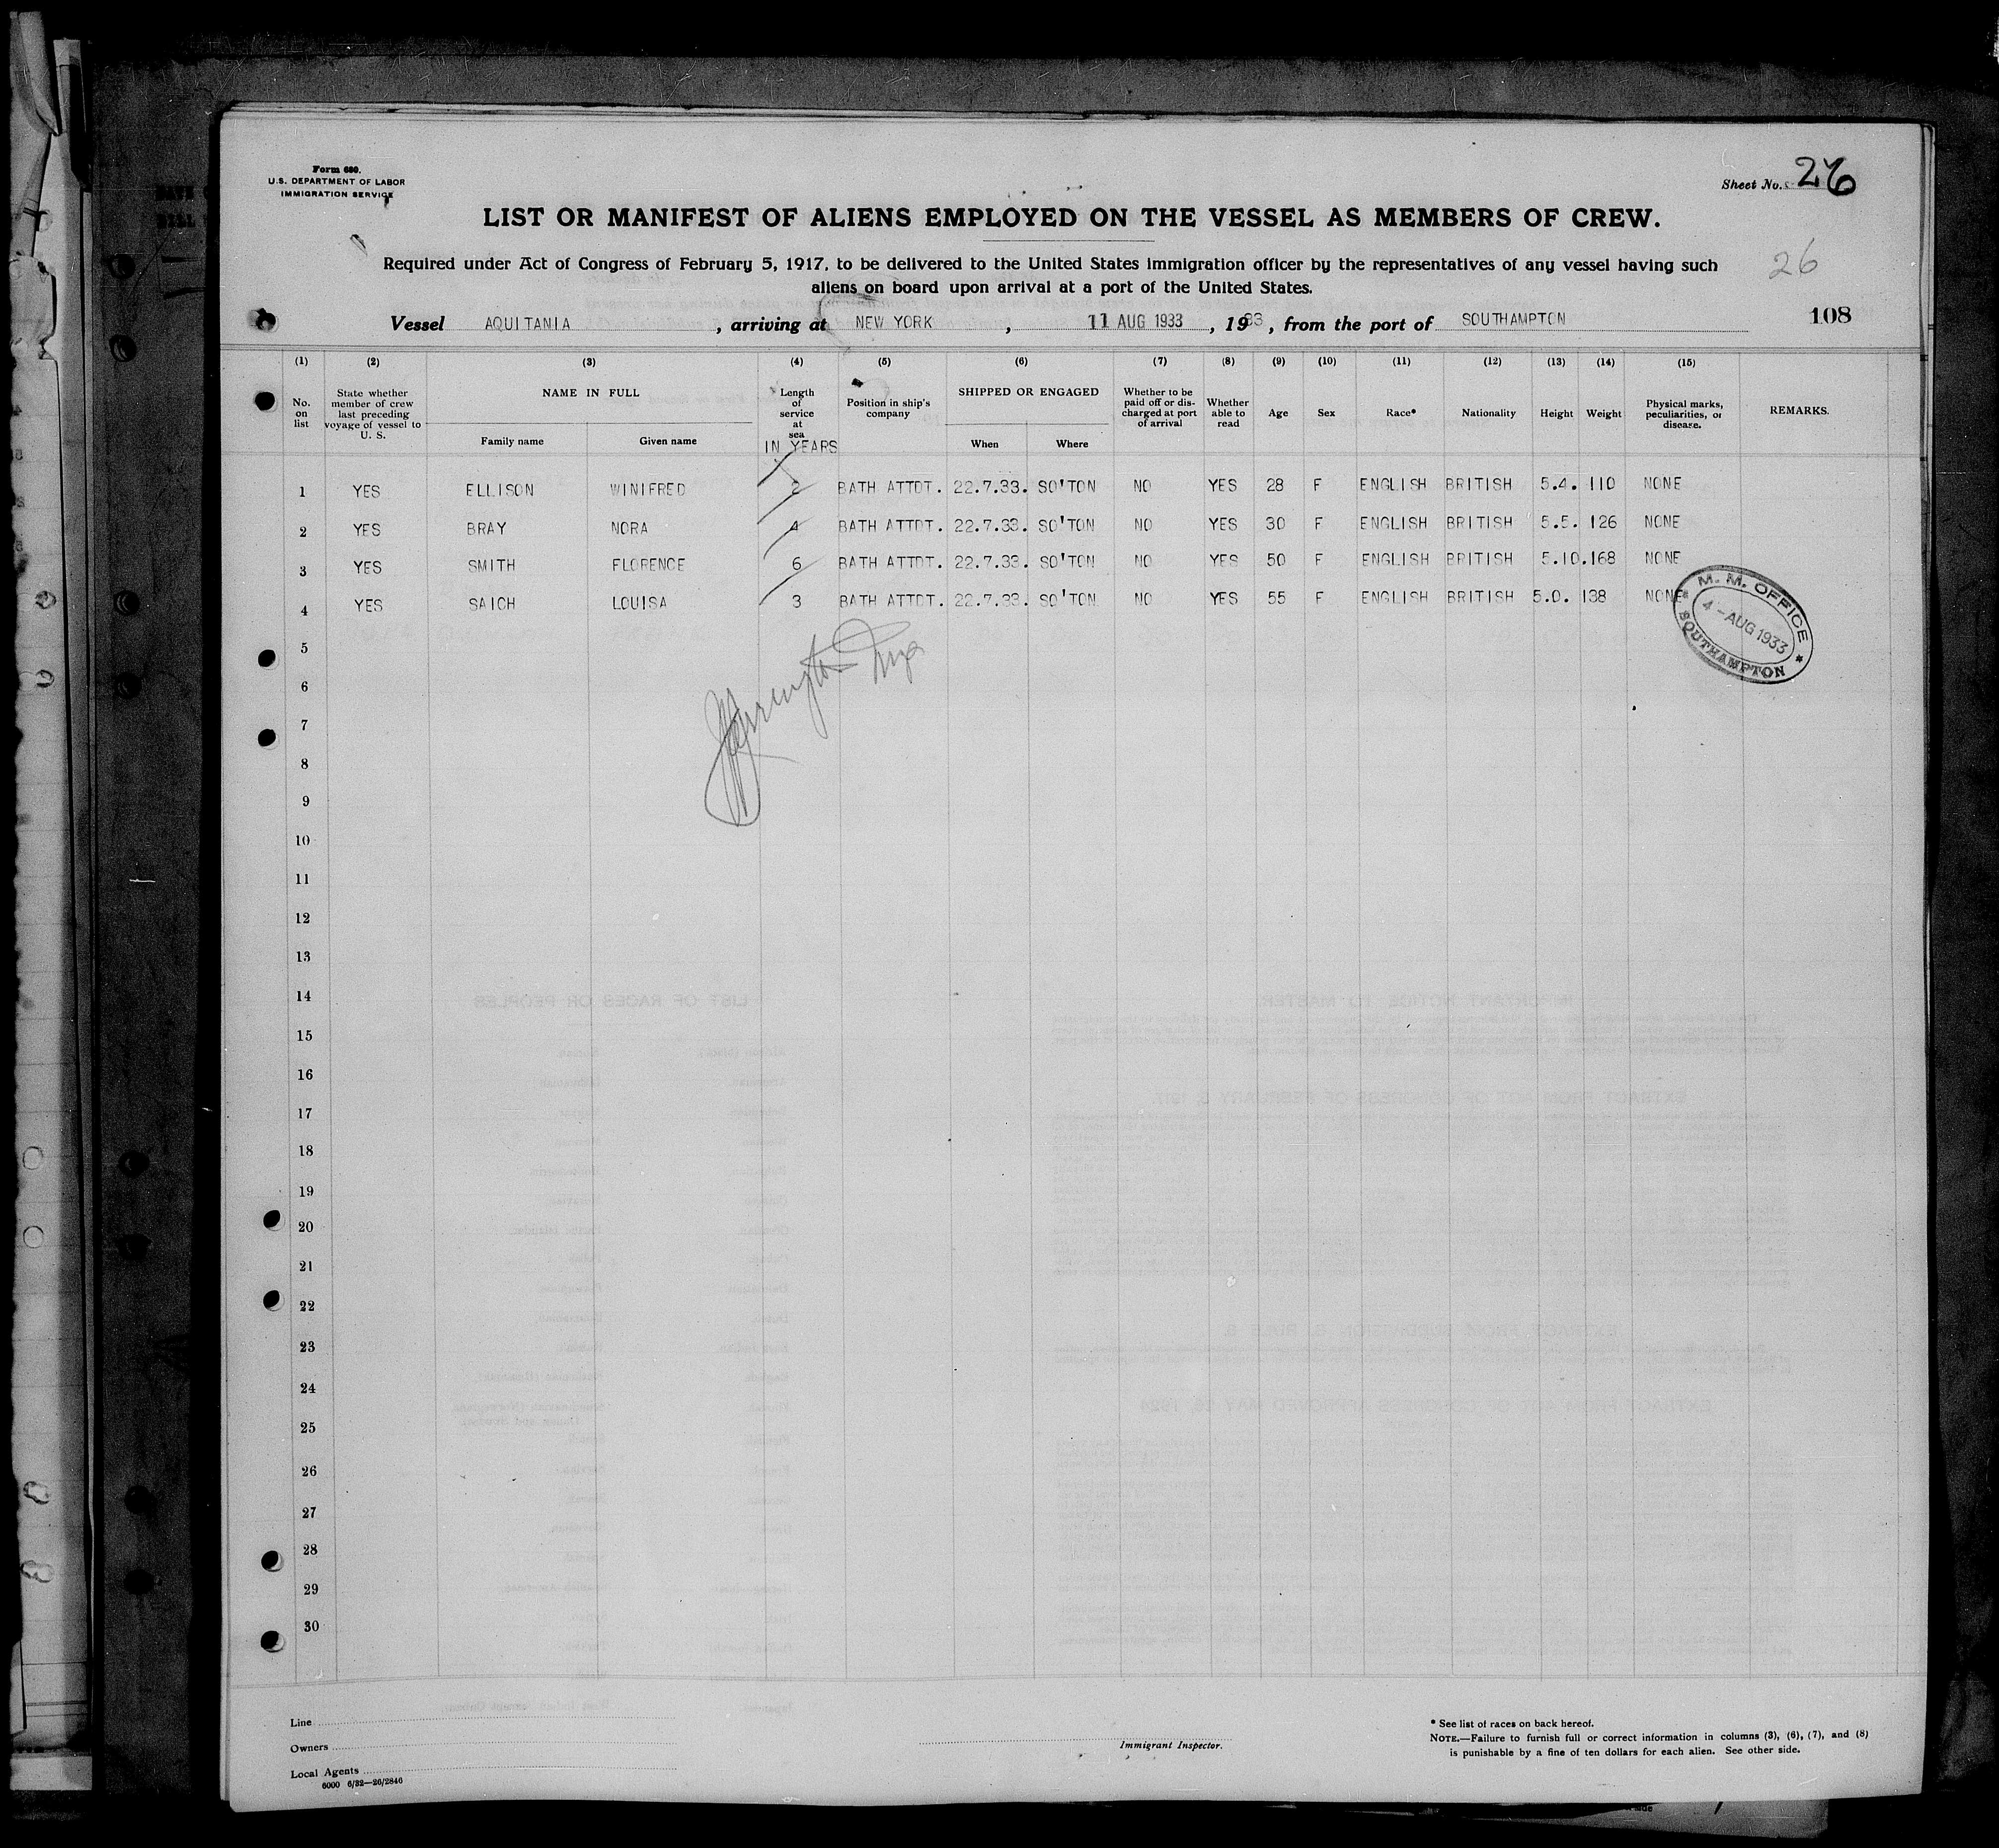 Form 680.
U.S. DEPARTMENT OF LABOR
IMMIGRATION SERVICE
Sheet No. 26
LIST OR MANIFEST OF ALIENS EMPLOYED ON THE VESSEL AS MEMBERS OF CREW.
Required under Act of Congress of February 5, 1917, to be delivered to the United States immigration officer by the representatives of any vessel having such
aliens on board upon arrival at a port of the United States.
26
Vessel AQUITANIA, arriving at NEW YORK, 11 AUG 1933, 1933, from the port of SOUTHAMPTON
108
(1) (2) (3) (4) (5) (6) (7) (8) (9) (10) (11) (12) (13) (14) (15)
No. on list
State whether member of crew last preceding voyage of vessel to U. S.
NAME IN FULL
Family name Given name
Length of service at sea
IN YEARS
Position in ship's company
SHIPPED OR ENGAGED
When Where
Whether to be paid off or discharged at port of arrival
Whether able to read
Age
Sex
Race*
Nationality
Height
Weight
Physical marks, peculiarities, or disease.
REMARKS.
1 YES ELLISON WINIFRED 2 BATH ATTDT. 22.7.33. SO'TON NO YES 28 F ENGLISH BRITISH 5.4. 110 NONE
2 YES BRAY NORA 4 BATH ATTDT. 22.7.33. SO'TON NO YES 30 F ENGLISH BRITISH 5.5. 126 NONE
3 YES SMITH FLORENCE 6 BATH ATTDT. 22.7.33. SO'TON NO YES 50 F ENGLISH BRITISH 5.10. 168 NONE
4 YES SAICH LOUISA 3 BATH ATTDT. 22.7.33. SO'TON NO YES 55 F ENGLISH BRITISH 5.0. 138 NONE
M. M. OFFICE
4 - AUG 1933
* SOUTHAMPTON *
5
6
7
8
9
10
11
12
13
14
15
16
17
18
19
20
21
22
23
24
25
26
27
28
29
30
Line
Owners
Local Agents
6000 6/32—26/2846
Immigrant Inspector.
* See list of races on back hereof.
NOTE.—Failure to furnish full or correct information in columns (3), (6), (7), and (8)
is punishable by a fine of ten dollars for each alien. See other side.